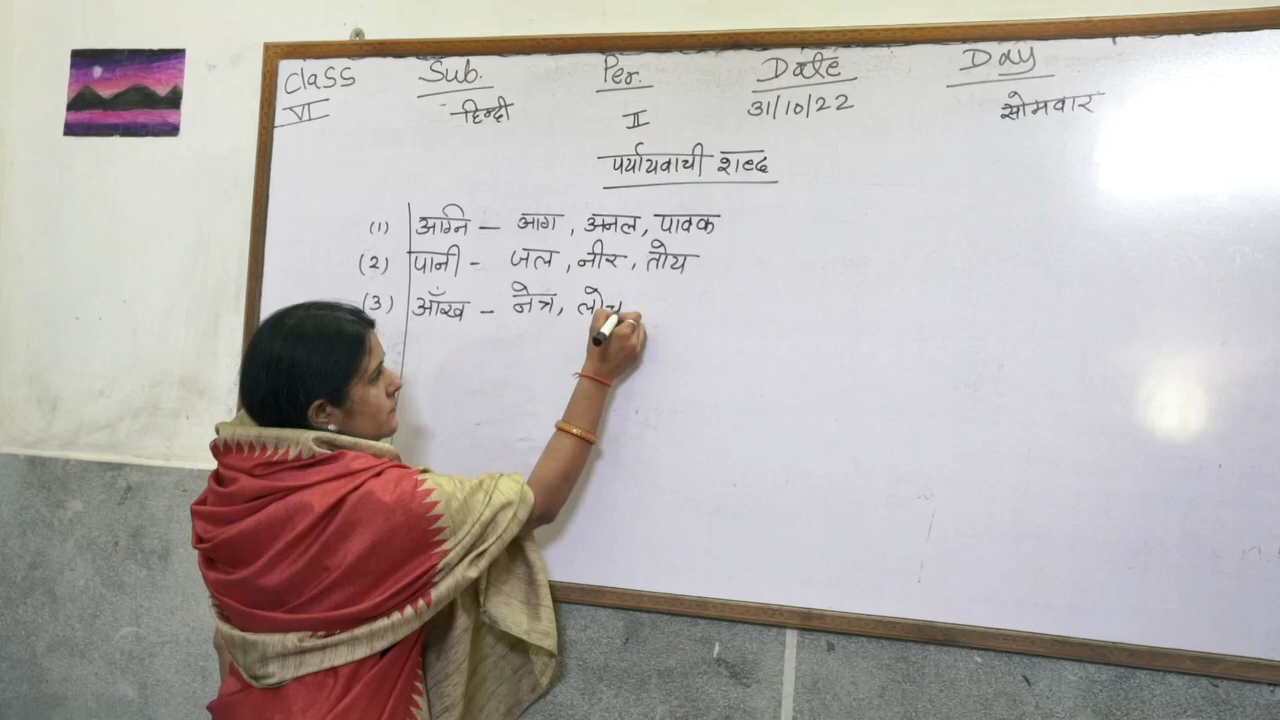 Class Sub. Per. Date Day
VI हिन्दी II 31/10/22 सोमवार
पर्यायवाची शब्द
(1) अग्नि – आग, अनल, पावक
(2) पानी - जल, नीर, तोय
(3) आँख - नेत्र,